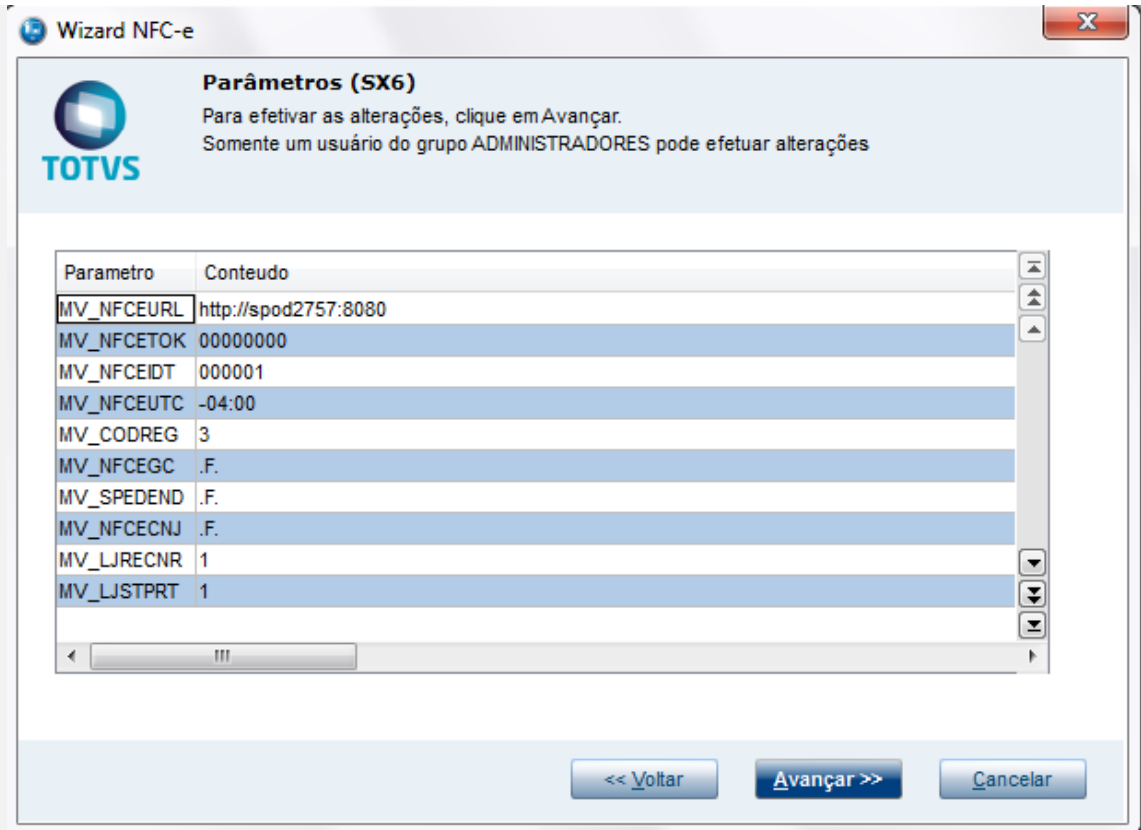 Wizard NFC-e
Parâmetros (SX6)
Para efetivar as alterações, clique em Avançar.
Somente um usuário do grupo ADMINISTRADORES pode efetuar alterações
TOTVS
Parametro Conteudo
MV_NFCEURL http://spod2757:8080
MV_NFCETOK 00000000
MV_NFCEIDT 000001
MV_NFCEUTC -04:00
MV_CODREG 3
MV_NFCEGC .F.
MV_SPEDEND .F.
MV_NFCECNJ .F.
MV_LJRECNR 1
MV_LJSTPRT 1
<< Voltar Avançar >> Cancelar